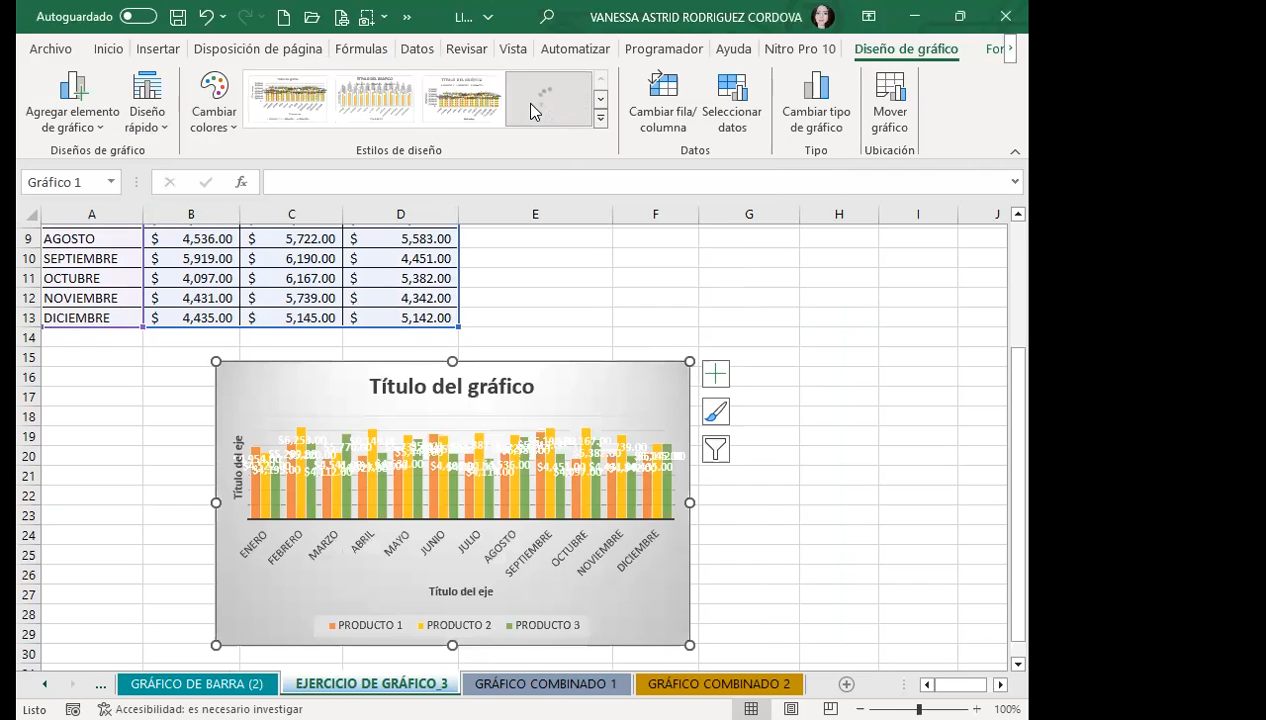 Autoguardado
LI...
VANESSA ASTRID RODRIGUEZ CORDOVA
Archivo Inicio Insertar Disposición de página Fórmulas Datos Revisar Vista Automatizar Programador Ayuda Nitro Pro 10 Diseño de gráfico For
Agregar elemento de gráfico
Diseño rápido
Cambiar colores
Cambiar fila/ columna
Seleccionar datos
Cambiar tipo de gráfico
Mover gráfico
Diseños de gráfico
Estilos de diseño
Datos
Tipo
Ubicación
Gráfico 1
fx
A B C D E F G H I J
9 AGOSTO $ 4,536.00 $ 5,722.00 $ 5,583.00
10 SEPTIEMBRE $ 5,919.00 $ 6,190.00 $ 4,451.00
11 OCTUBRE $ 4,097.00 $ 6,167.00 $ 5,382.00
12 NOVIEMBRE $ 4,431.00 $ 5,739.00 $ 4,342.00
13 DICIEMBRE $ 4,435.00 $ 5,145.00 $ 5,142.00
14
15
16
17
18
19
20
21
22
23
24
25
26
27
28
29
30
Título del gráfico
Título del eje
ENERO FEBRERO MARZO ABRIL MAYO JUNIO JULIO AGOSTO SEPTIEMBRE OCTUBRE NOVIEMBRE DICIEMBRE
Título del eje
PRODUCTO 1 PRODUCTO 2 PRODUCTO 3
... GRÁFICO DE BARRA (2) EJERCICIO DE GRÁFICO_3 GRÁFICO COMBINADO 1 GRÁFICO COMBINADO 2
Listo
Accesibilidad: es necesario investigar
100%